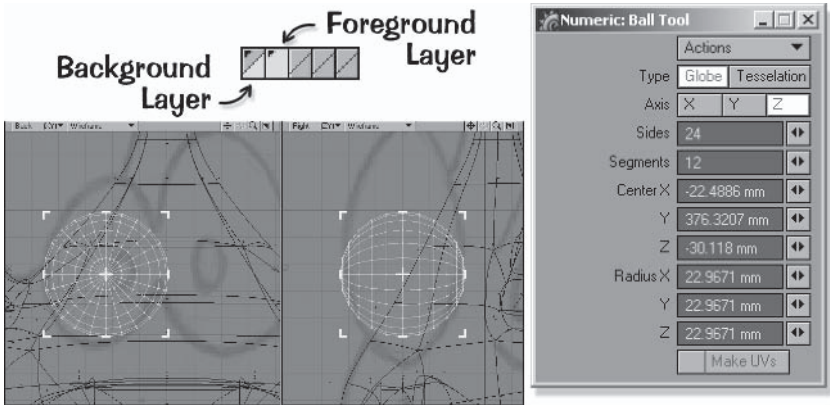 Foreground
Layer
Background
Layer
Back (XY) Wireframe
Right (ZY) Wireframe
Numeric: Ball Tool
Actions
Type Globe Tesselation
Axis X Y Z
Sides 24
Segments 12
Center X -22.4886 mm
Y 376.3207 mm
Z -30.118 mm
Radius X 22.9671 mm
Y 22.9671 mm
Z 22.9671 mm
Make UVs